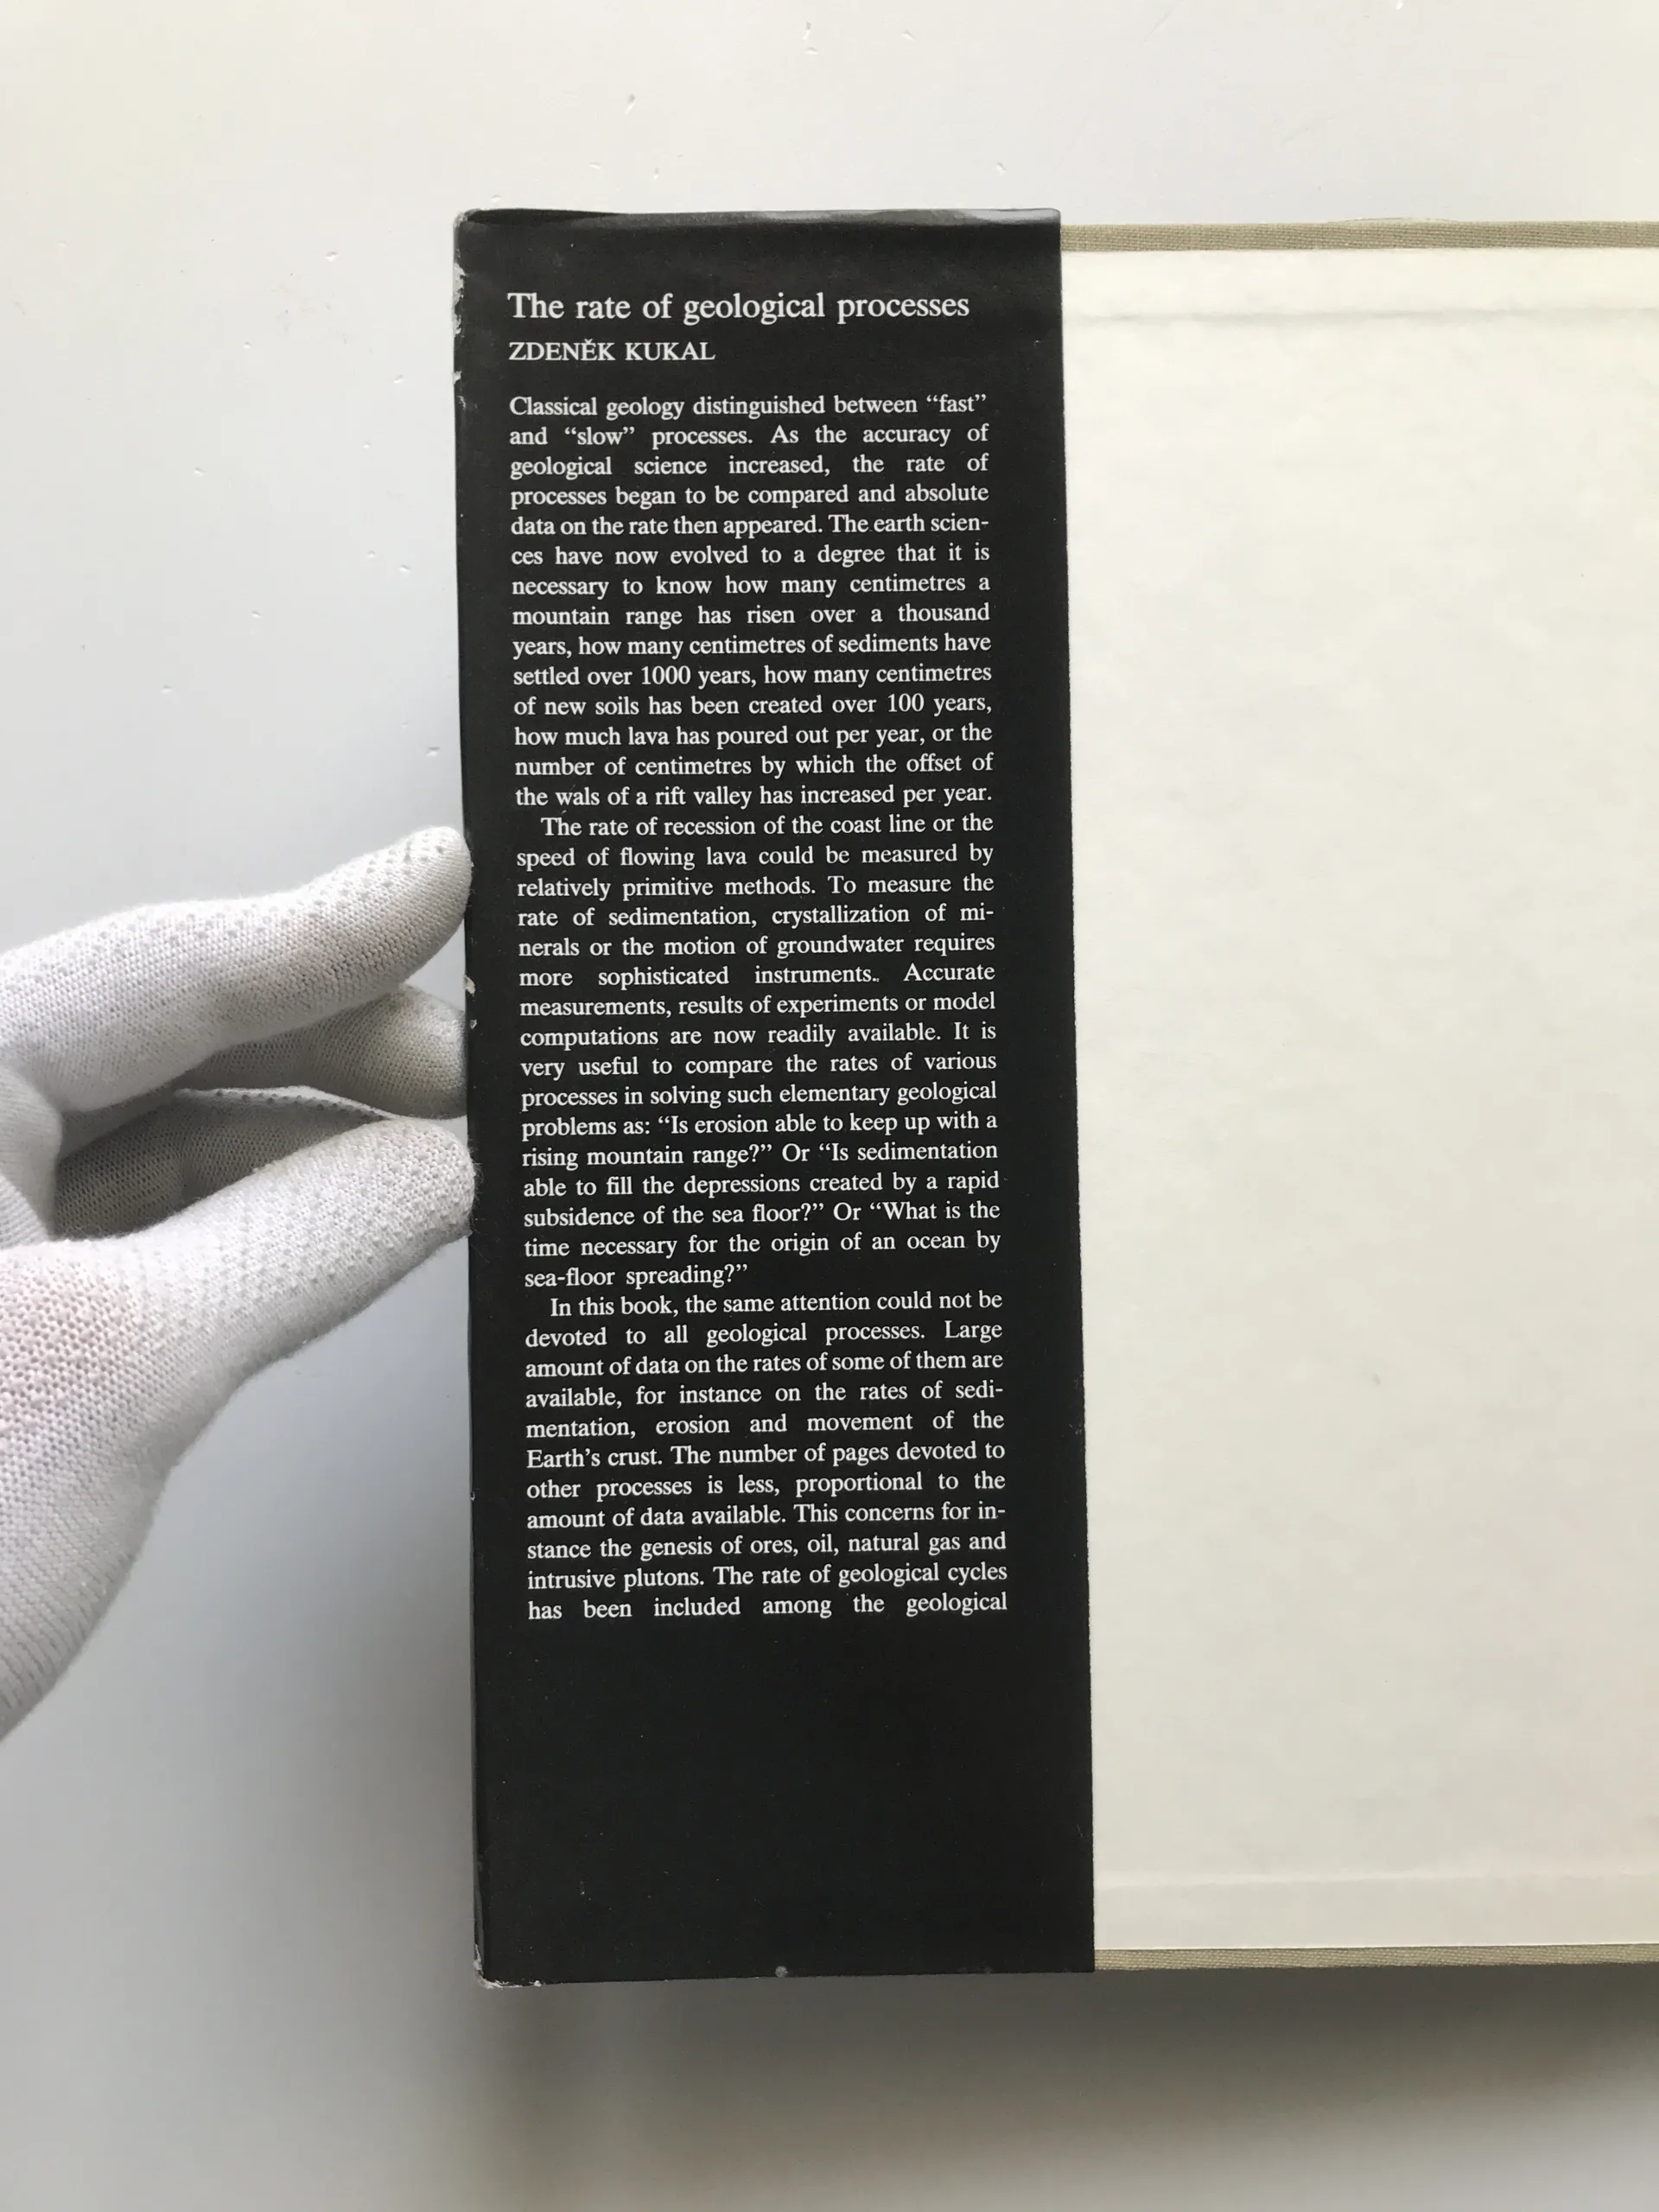 The rate of geological processes
ZDENĚK KUKAL
Classical geology distinguished between “fast”
and “slow” processes. As the accuracy of
geological science increased, the rate of
processes began to be compared and absolute
data on the rate then appeared. The earth scien-
ces have now evolved to a degree that it is
necessary to know how many centimetres a
mountain range has risen over a thousand
years, how many centimetres of sediments have
settled over 1000 years, how many centimetres
of new soils has been created over 100 years,
how much lava has poured out per year, or the
number of centimetres by which the offset of
the wals of a rift valley has increased per year.
The rate of recession of the coast line or the
speed of flowing lava could be measured by
relatively primitive methods. To measure the
rate of sedimentation, crystallization of mi-
nerals or the motion of groundwater requires
more sophisticated instruments. Accurate
measurements, results of experiments or model
computations are now readily available. It is
very useful to compare the rates of various
processes in solving such elementary geological
problems as: “Is erosion able to keep up with a
rising mountain range?” Or “Is sedimentation
able to fill the depressions created by a rapid
subsidence of the sea floor?” Or “What is the
time necessary for the origin of an ocean by
sea-floor spreading?”
In this book, the same attention could not be
devoted to all geological processes. Large
amount of data on the rates of some of them are
available, for instance on the rates of sedi-
mentation, erosion and movement of the
Earth’s crust. The number of pages devoted to
other processes is less, proportional to the
amount of data available. This concerns for in-
stance the genesis of ores, oil, natural gas and
intrusive plutons. The rate of geological cycles
has been included among the geological